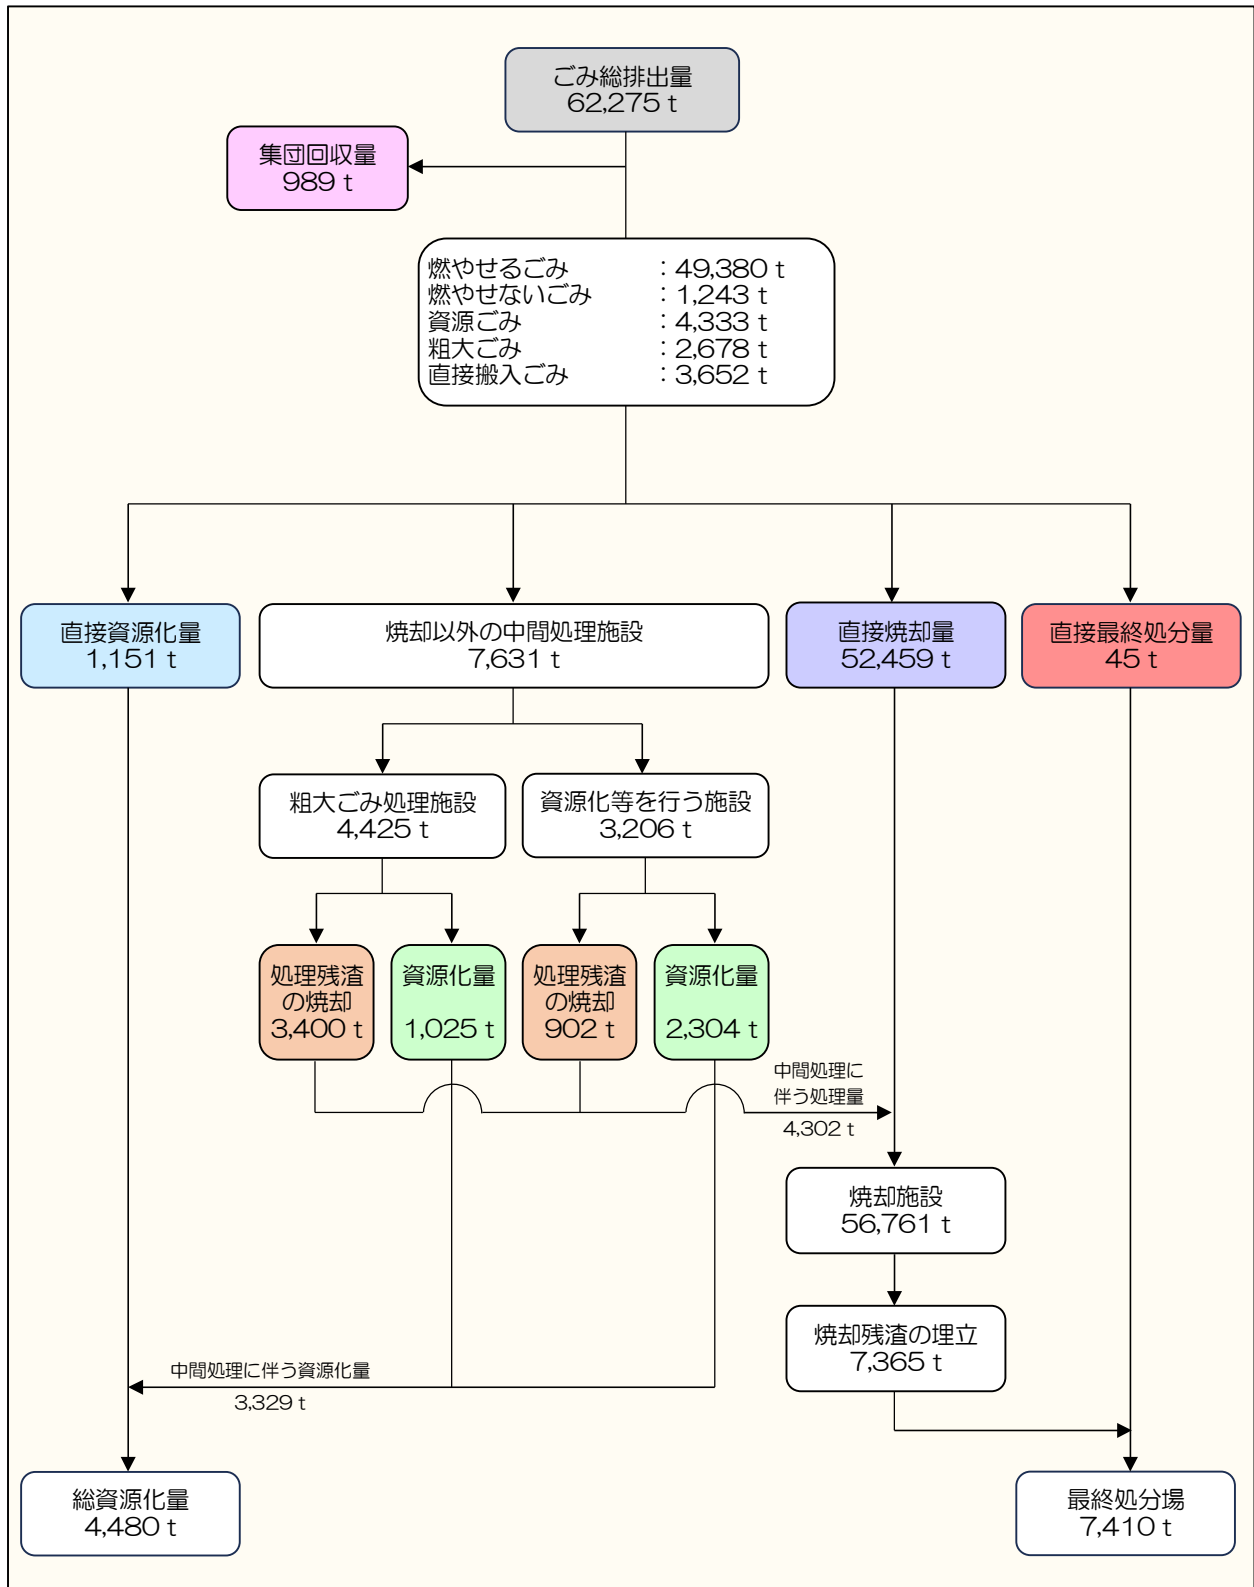 ごみ総排出量
62,275 t
集団回収量
989 t
燃やせるごみ : 49,380 t
燃やせないごみ : 1,243 t
資源ごみ : 4,333 t
粗大ごみ : 2,678 t
直接搬入ごみ : 3,652 t
直接資源化量
1,151 t
焼却以外の中間処理施設
7,631 t
直接焼却量
52,459 t
直接最終処分量
45 t
粗大ごみ処理施設
4,425 t
資源化等を行う施設
3,206 t
処理残渣
の焼却
3,400 t
資源化量
1,025 t
処理残渣
の焼却
902 t
資源化量
2,304 t
中間処理に
伴う処理量
4,302 t
焼却施設
56,761 t
焼却残渣の埋立
7,365 t
中間処理に伴う資源化量
3,329 t
総資源化量
4,480 t
最終処分場
7,410 t